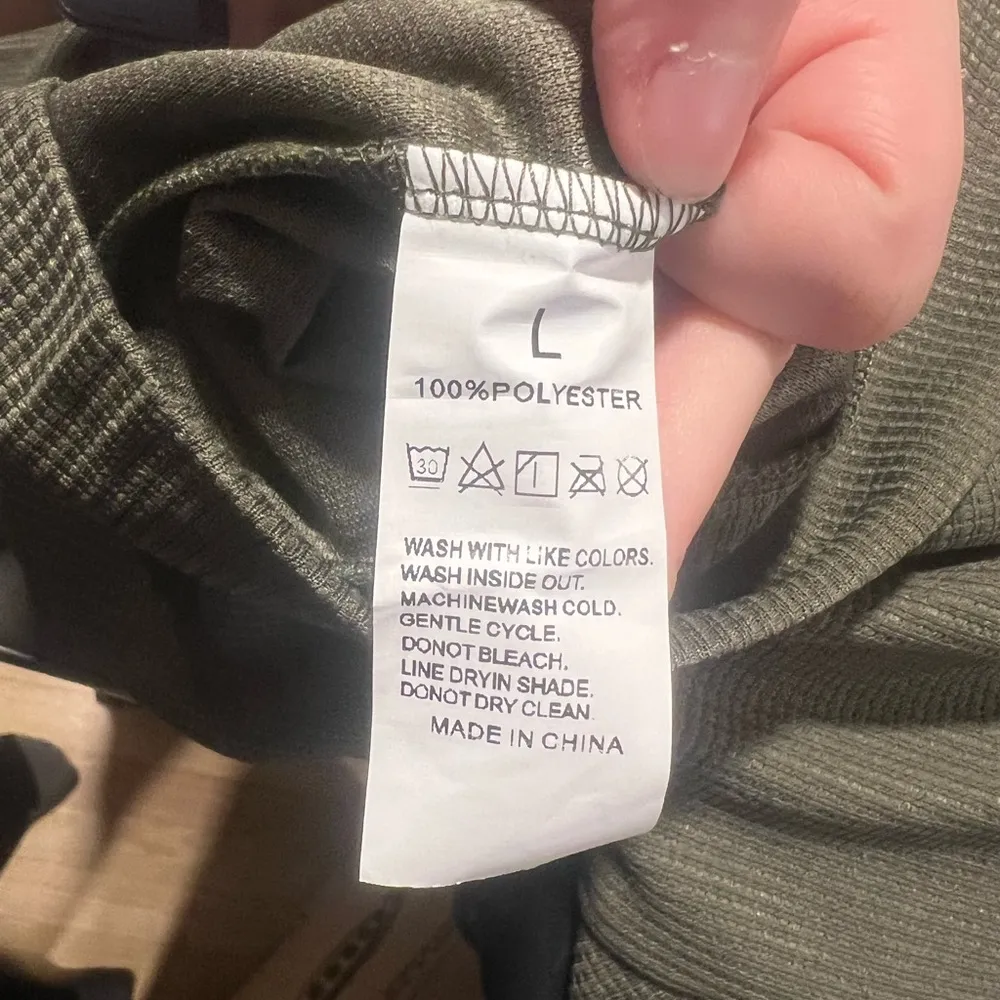 L
100%POLYESTER
30
WASH WITH LIKE COLORS.
WASH INSIDE OUT.
MACHINEWASH COLD.
GENTLE CYCLE.
DONOT BLEACH.
LINE DRYIN SHADE.
DONOT DRY CLEAN.
MADE IN CHINA